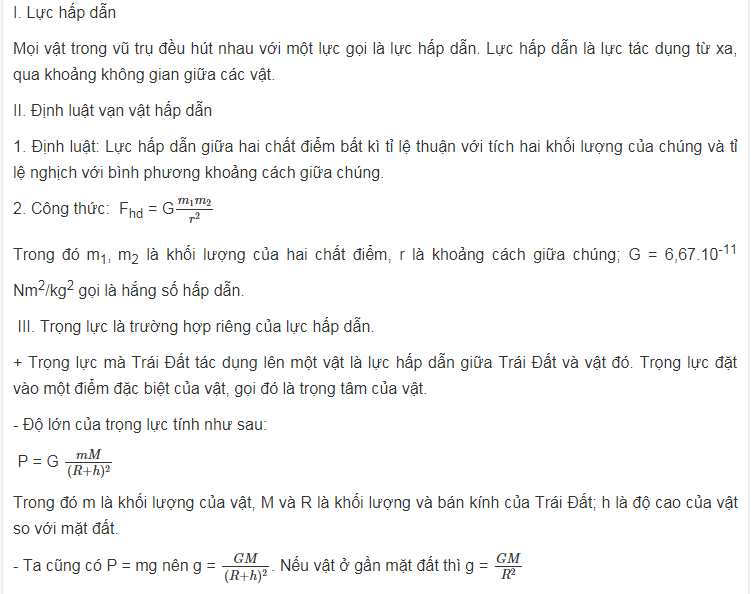 I. Lực hấp dẫn
Mọi vật trong vũ trụ đều hút nhau với một lực gọi là lực hấp dẫn. Lực hấp dẫn là lực tác dụng từ xa,
qua khoảng không gian giữa các vật.
II. Định luật vạn vật hấp dẫn
1. Định luật: Lực hấp dẫn giữa hai chất điểm bất kì tỉ lệ thuận với tích hai khối lượng của chúng và tỉ
lệ nghịch với bình phương khoảng cách giữa chúng.
2. Công thức: F_hd = G \frac{m_1 m_2}{r^2}
Trong đó m₁, m₂ là khối lượng của hai chất điểm, r là khoảng cách giữa chúng; G = 6,67.10⁻¹¹
Nm²/kg² gọi là hắng số hấp dẫn.
III. Trọng lực là trường hợp riêng của lực hấp dẫn.
+ Trọng lực mà Trái Đất tác dụng lên một vật là lực hấp dẫn giữa Trái Đất và vật đó. Trọng lực đặt
vào một điểm đặc biệt của vật, gọi đó là trọng tâm của vật.
- Độ lớn của trọng lực tính như sau:
P = G \frac{mM}{(R+h)^2}
Trong đó m là khối lượng của vật, M và R là khối lượng và bán kính của Trái Đất; h là độ cao của vật
so với mặt đất.
- Ta cũng có P = mg nên g = \frac{GM}{(R+h)^2}. Nếu vật ở gần mặt đất thì g = \frac{GM}{R^2}